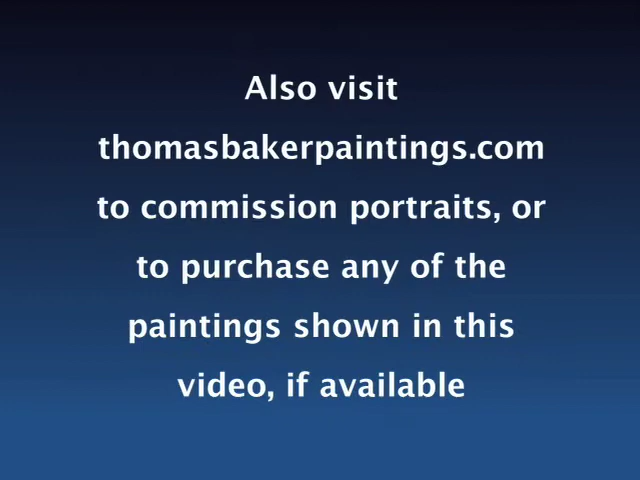 Also visit
thomasbakerpaintings.com
to commission portraits, or
to purchase any of the
paintings shown in this
video, if available